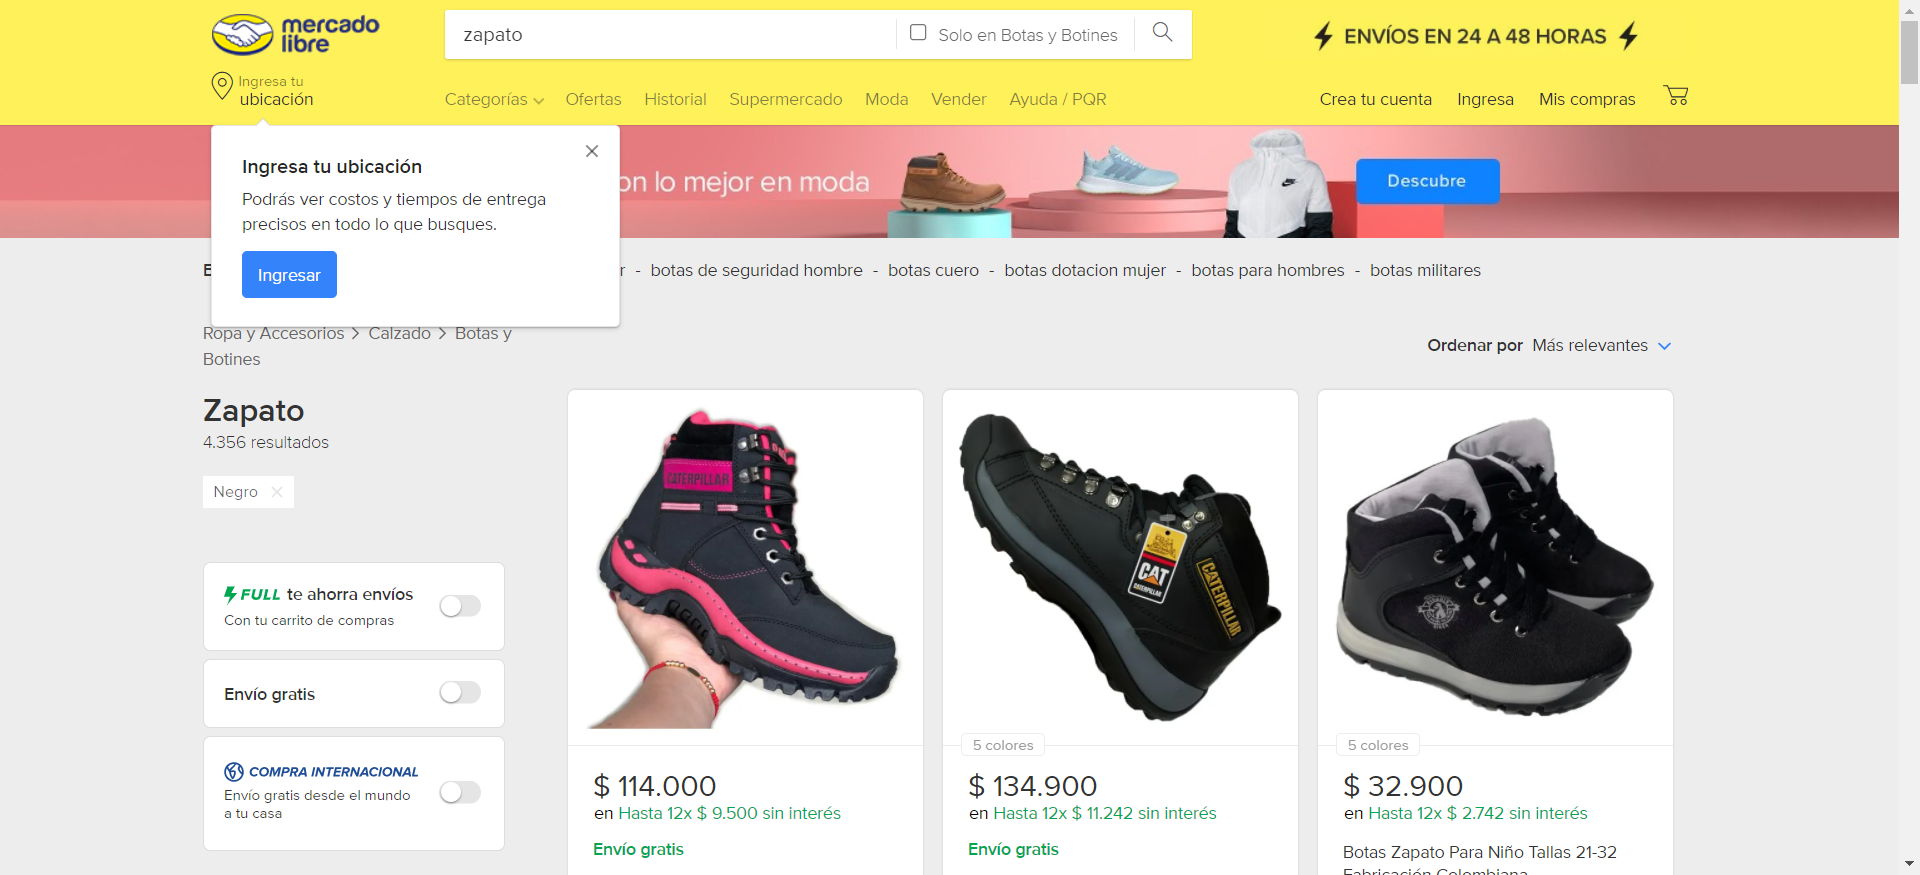 mercado
libre
zapato
Solo en Botas y Botines
ENVÍOS EN 24 A 48 HORAS
Ingresa tu
ubicación
Categorías
Ofertas
Historial
Supermercado
Moda
Vender
Ayuda / PQR
Crea tu cuenta
Ingresa
Mis compras
Ingresa tu ubicación
Podrás ver costos y tiempos de entrega
precisos en todo lo que busques.
Ingresar
on lo mejor en moda
Descubre
r - botas de seguridad hombre - botas cuero - botas dotacion mujer - botas para hombres - botas militares
Ropa y Accesorios > Calzado > Botas y
Botines
Ordenar por Más relevantes
Zapato
4.356 resultados
Negro
FULL te ahorra envíos
Con tu carrito de compras
Envío gratis
COMPRA INTERNACIONAL
Envío gratis desde el mundo
a tu casa
CATERPILLAR
$ 114.000
en Hasta 12x $ 9.500 sin interés
Envío gratis
CAT
CATERPILLAR
CATERPILLAR
5 colores
$ 134.900
en Hasta 12x $ 11.242 sin interés
Envío gratis
5 colores
$ 32.900
en Hasta 12x $ 2.742 sin interés
Botas Zapato Para Niño Tallas 21-32
Fabricación Colombiana